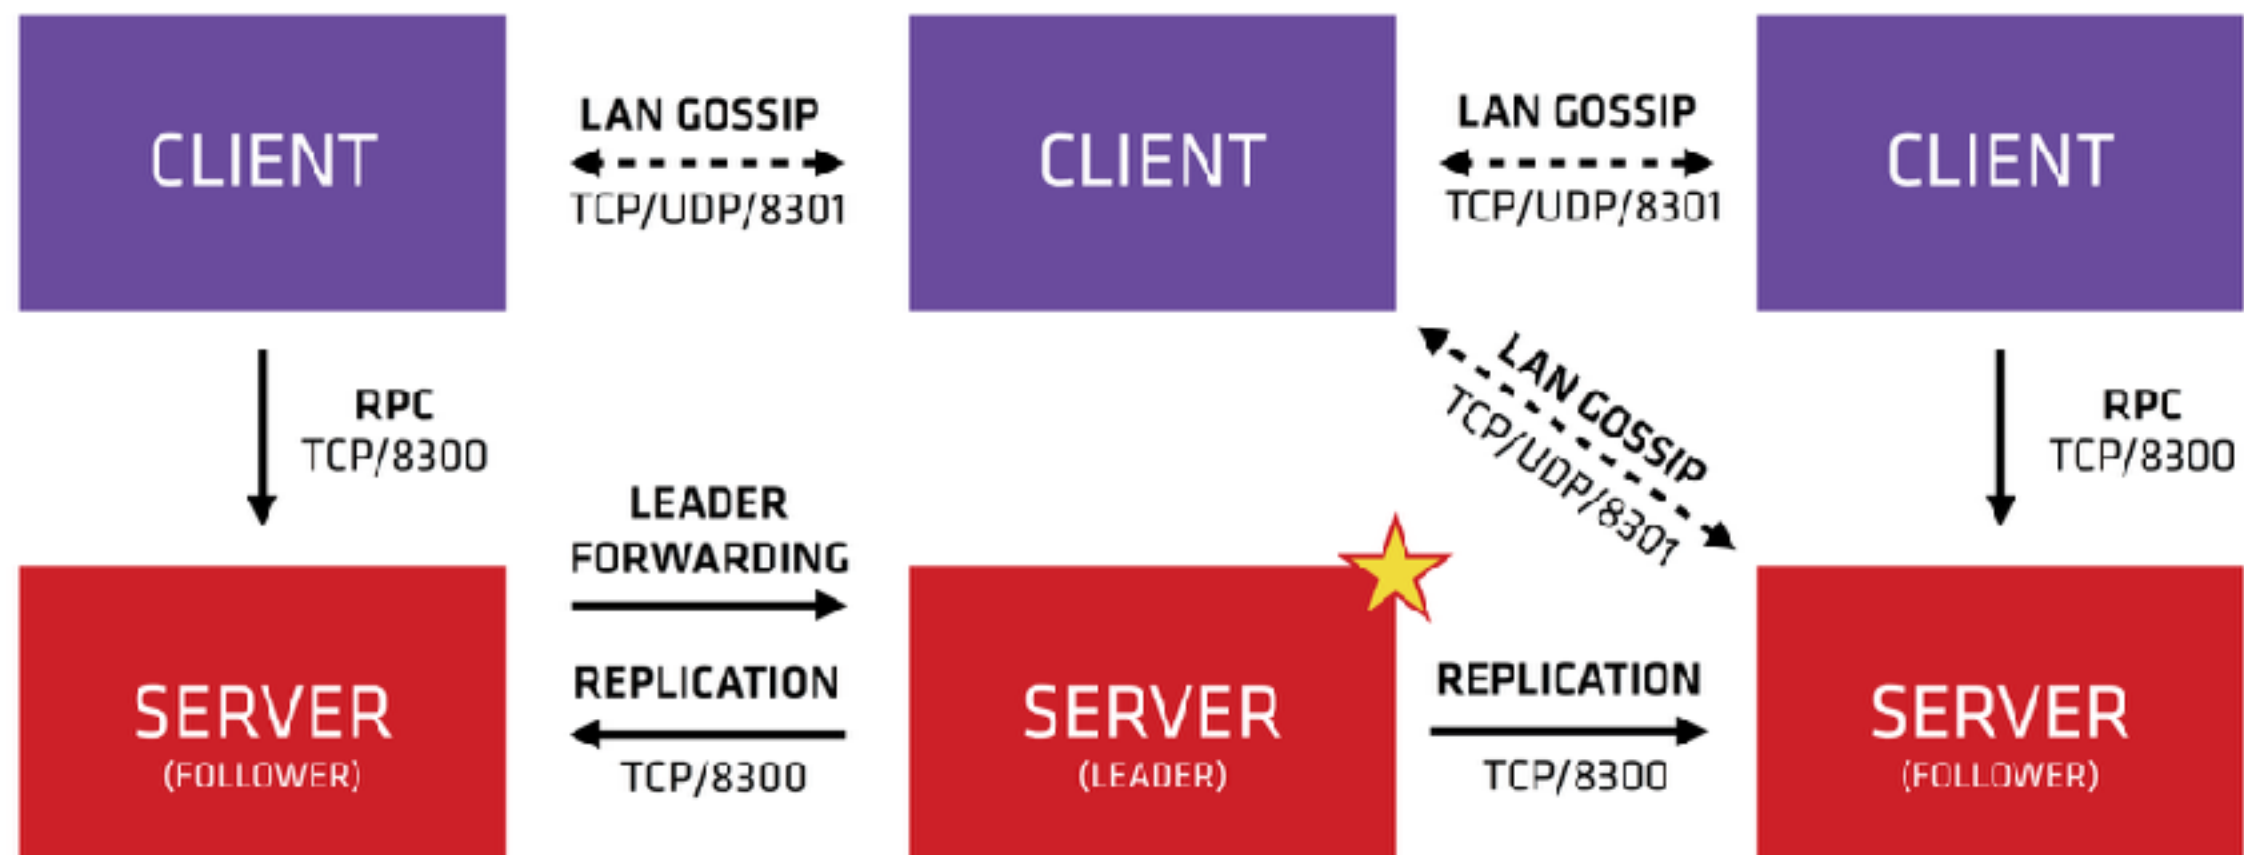 CLIENT
LAN GOSSIP
TCP/UDP/8301
CLIENT
LAN GOSSIP
TCP/UDP/8301
CLIENT
RPC
TCP/8300
LAN GOSSIP
TCP/UDP/8301
RPC
TCP/8300
LEADER
FORWARDING
REPLICATION
TCP/8300
REPLICATION
TCP/8300
SERVER
(FOLLOWER)
SERVER
(LEADER)
SERVER
(FOLLOWER)